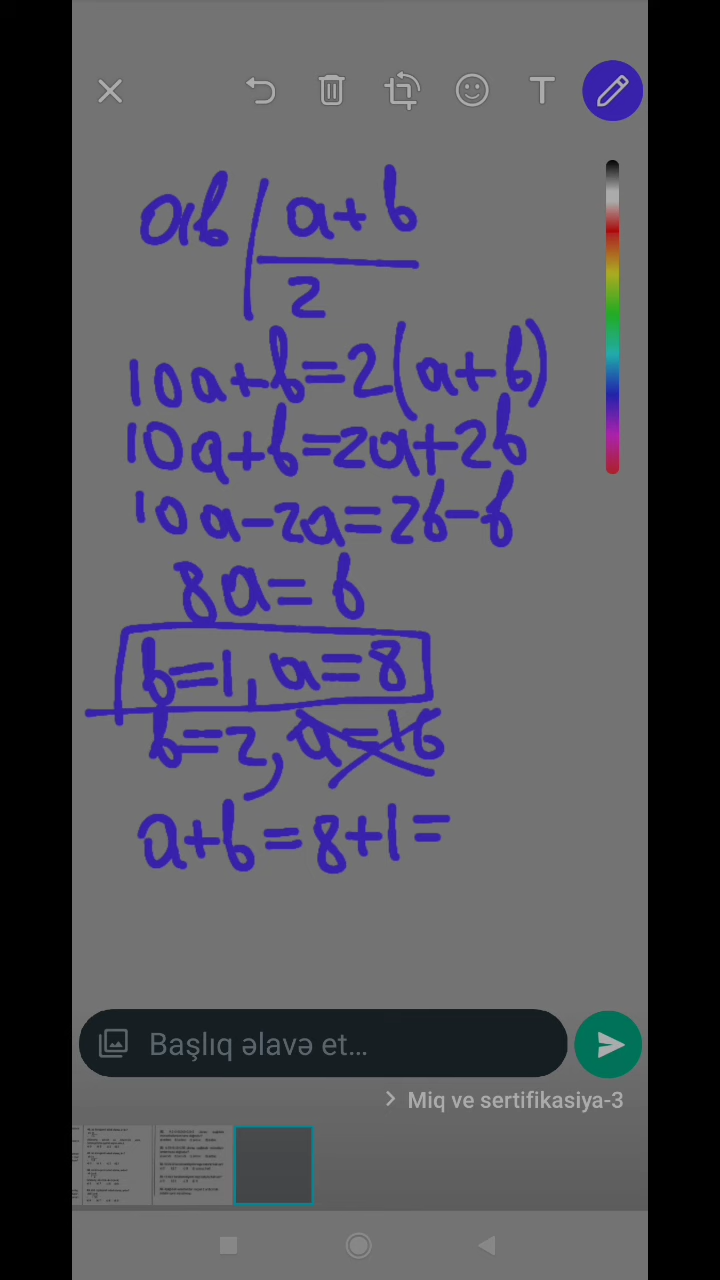 T
ab | a+b
2
10a+b=2(a+b)
10a+b=2a+2b
10a-2a=2b-b
8a=b
b=1, a=8
b=2, a=16
a+b=8+1=
Başlıq əlavə et...
> Miq ve sertifikasiya-3